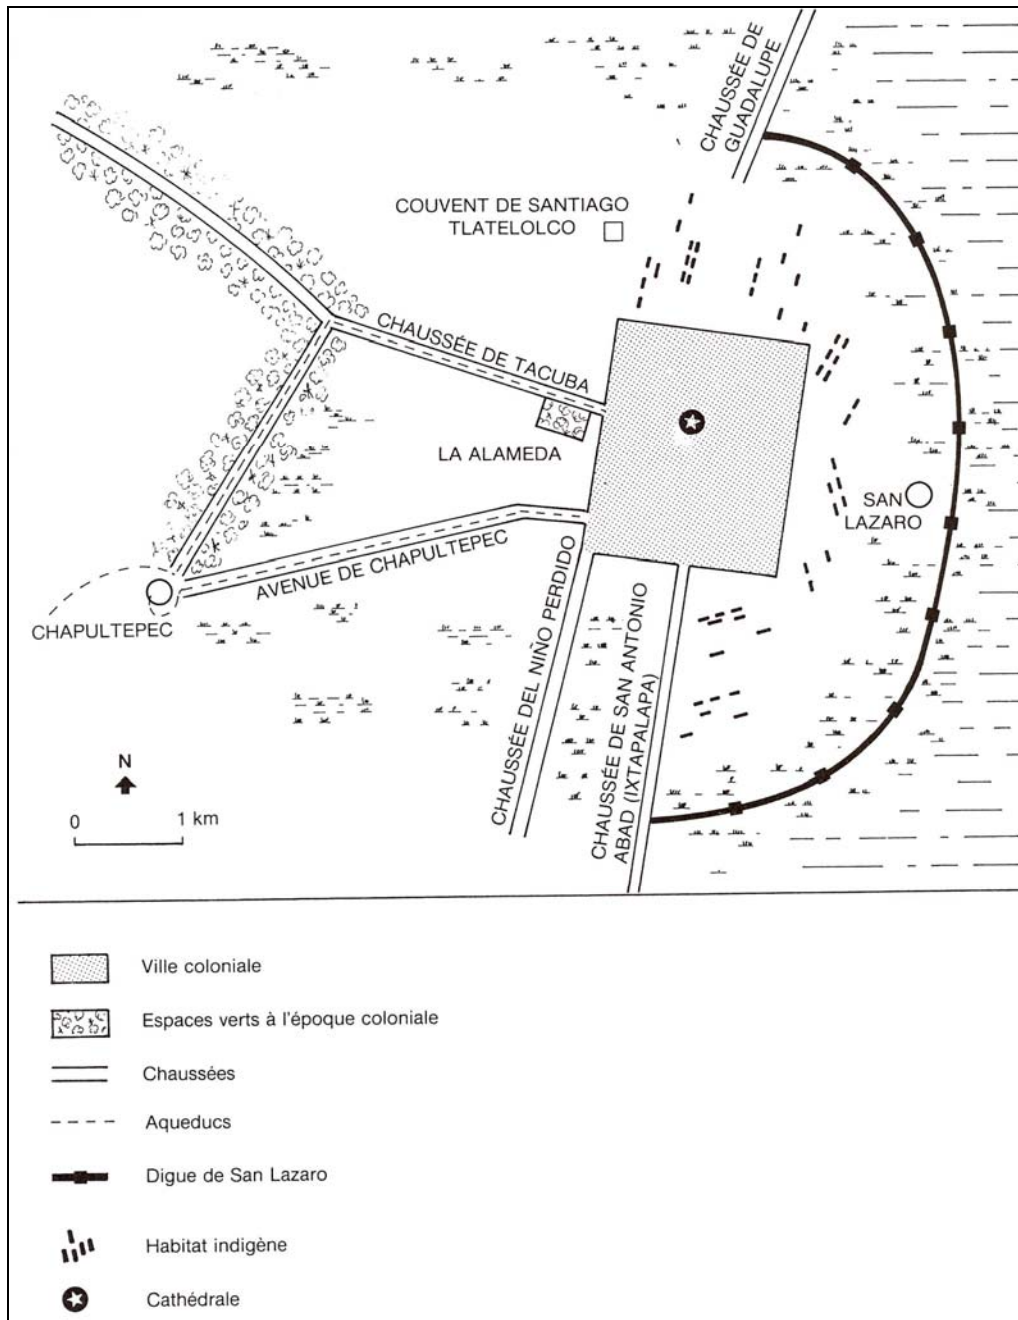 CHAUSSÉE DE
GUADALUPE
COUVENT DE SANTIAGO
TLATELOLCO
CHAUSSÉE DE TACUBA
LA ALAMEDA
SAN
LAZARO
AVENUE DE CHAPULTEPEC
CHAPULTEPEC
CHAUSSÉE DEL NIÑO PERDIDO
CHAUSSÉE DE SAN ANTONIO
ABAD (IXTAPALAPA)
N
0 1 km
Ville coloniale
Espaces verts à l'époque coloniale
Chaussées
Aqueducs
Digue de San Lazaro
Habitat indigène
Cathédrale